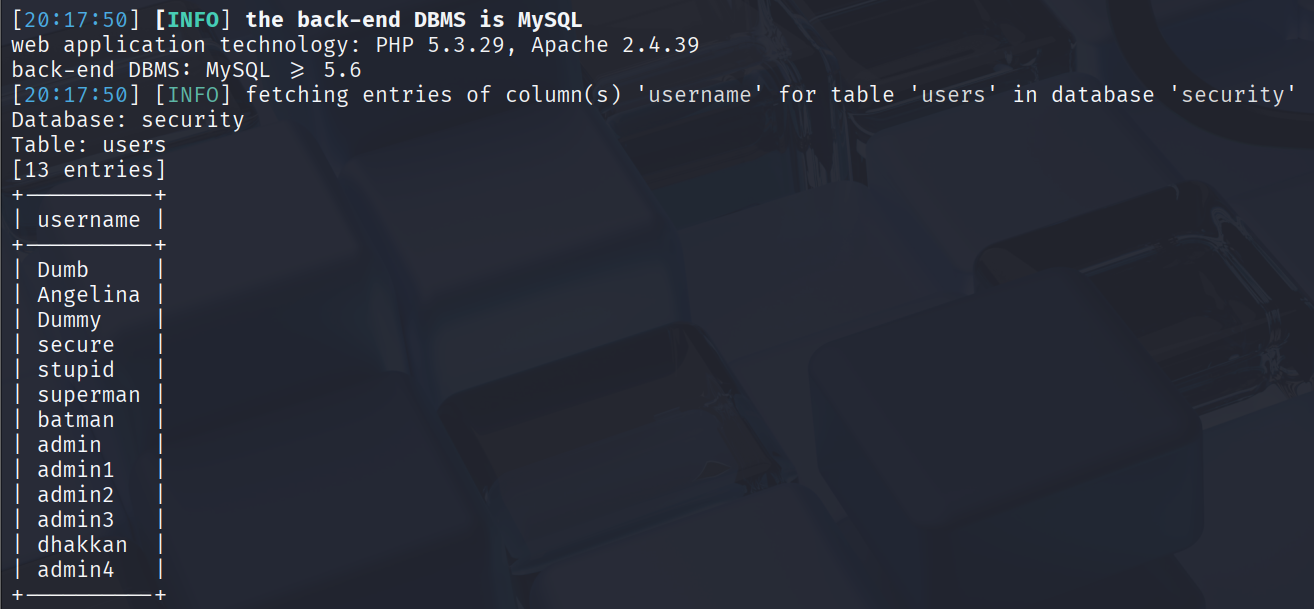 [20:17:50] [INFO] the back-end DBMS is MySQL
web application technology: PHP 5.3.29, Apache 2.4.39
back-end DBMS: MySQL >= 5.6
[20:17:50] [INFO] fetching entries of column(s) 'username' for table 'users' in database 'security'
Database: security
Table: users
[13 entries]
+----------+
| username |
+----------+
| Dumb     |
| Angelina |
| Dummy    |
| secure   |
| stupid   |
| superman |
| batman   |
| admin    |
| admin1   |
| admin2   |
| admin3   |
| dhakkan  |
| admin4   |
+----------+